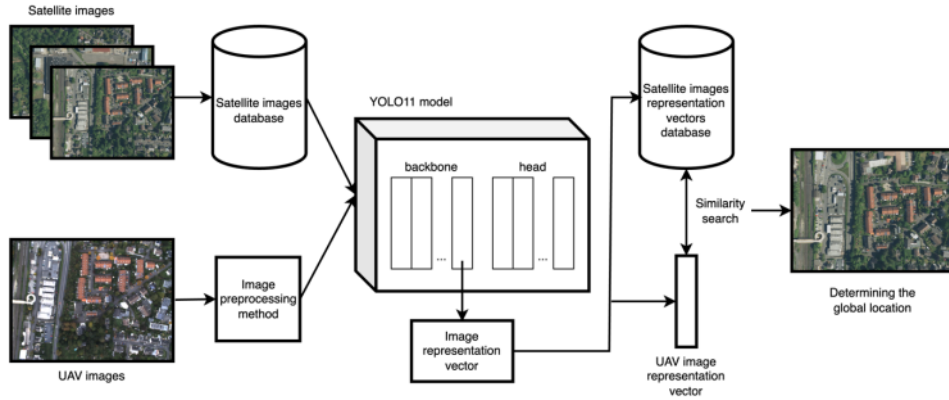 Satellite images
Satellite images
database
YOLO11 model
backbone
head
...
...
Satellite images
representation
vectors
database
Similarity
search
Determining the
global location
Image
preprocessing
method
UAV images
Image
representation
vector
UAV image
representation
vector